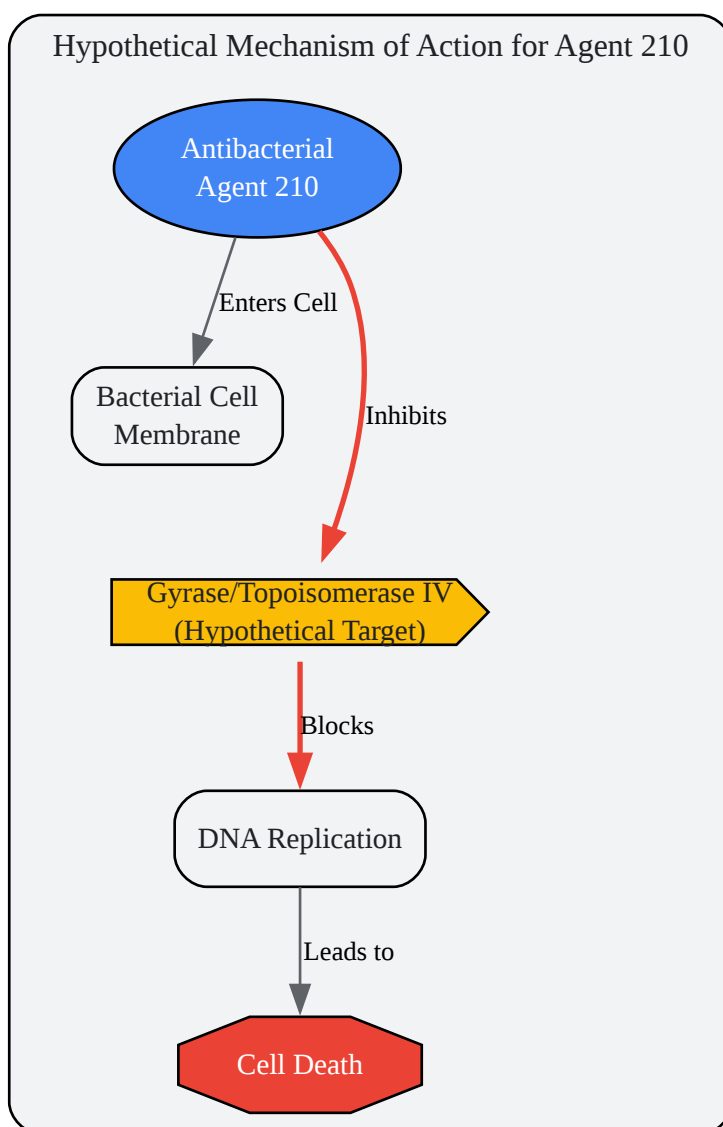 Hypothetical Mechanism of Action for Agent 210
Antibacterial
Agent 210
Enters Cell
Bacterial Cell
Membrane
Inhibits
Gyrase/Topoisomerase IV
(Hypothetical Target)
Blocks
DNA Replication
Leads to
Cell Death